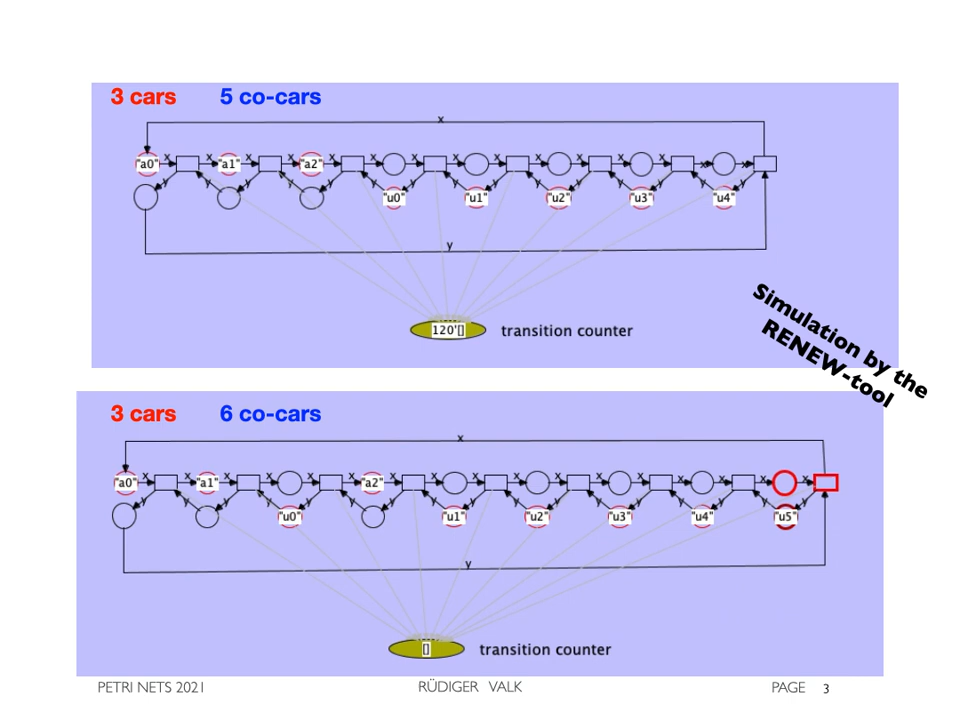 3 cars 5 co-cars
x
"a0" x x "a1" x x "a2" x x x x x x x x x x x
y y y y "u0" y y "u1" y y "u2" y y "u3" y y "u4" y
y
120'[] transition counter
Simulation by the
RENEW-tool
3 cars 6 co-cars
x
"a0" x x "a1" x x x x "a2" x x x x x x x x x x x
y y y y "u0" y y y y "u1" y y "u2" y y "u3" y y "u4" y y "u5" y
y
[] transition counter
PETRI NETS 2021 RÜDIGER VALK PAGE 3